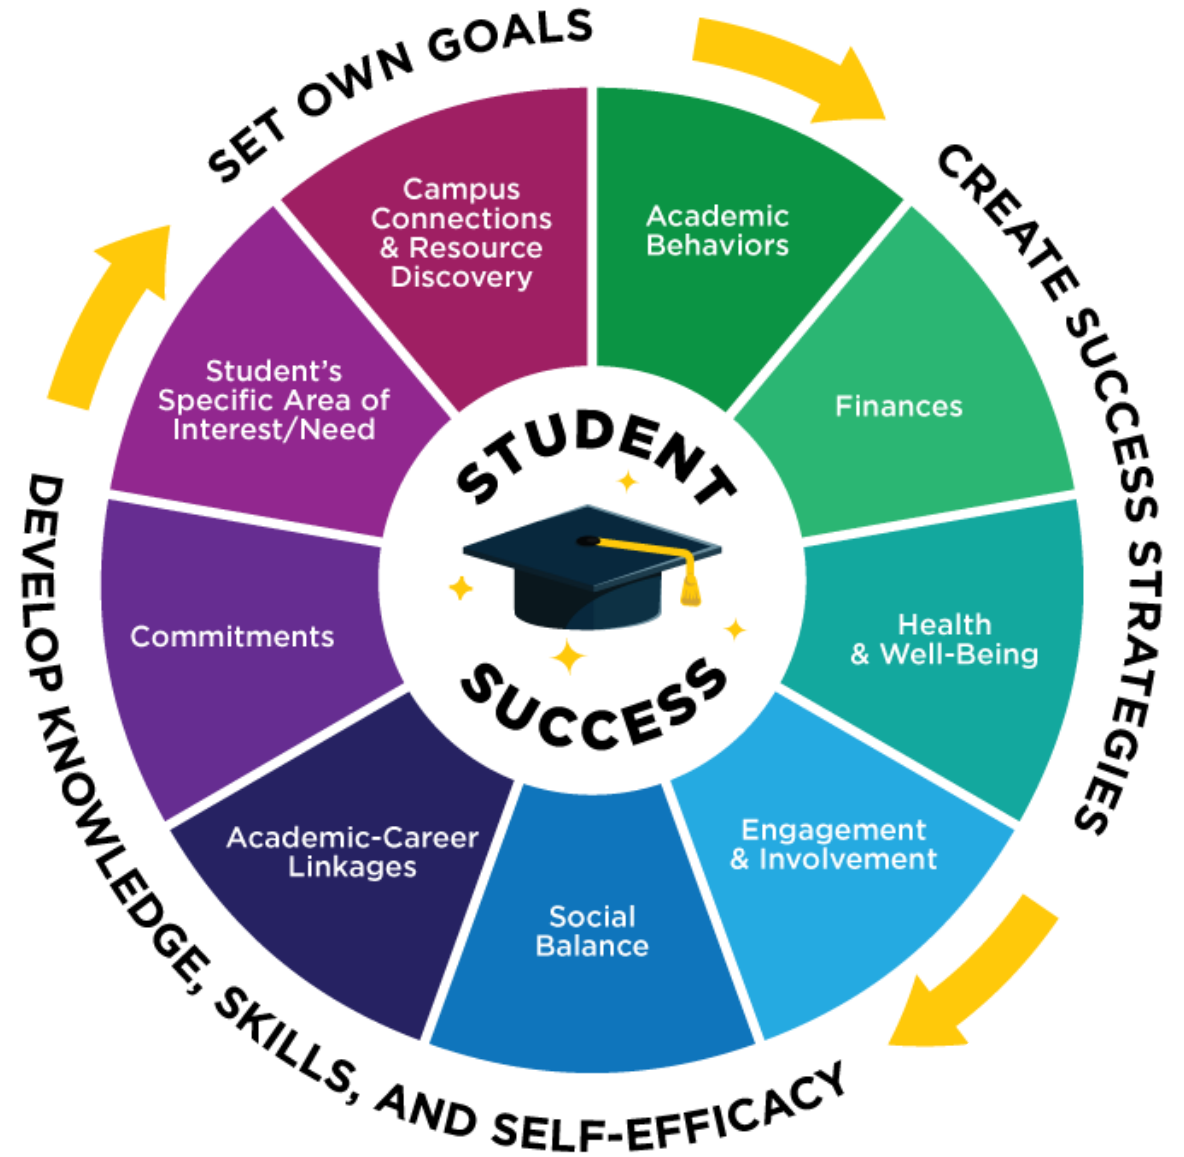 SET OWN GOALS
CREATE SUCCESS STRATEGIES
DEVELOP KNOWLEDGE, SKILLS, AND SELF-EFFICACY
Campus
Connections
& Resource
Discovery
Academic
Behaviors
Finances
Health
& Well-Being
Engagement
& Involvement
Social
Balance
Academic-Career
Linkages
Commitments
Student’s
Specific Area of
Interest/Need
STUDENT
SUCCESS